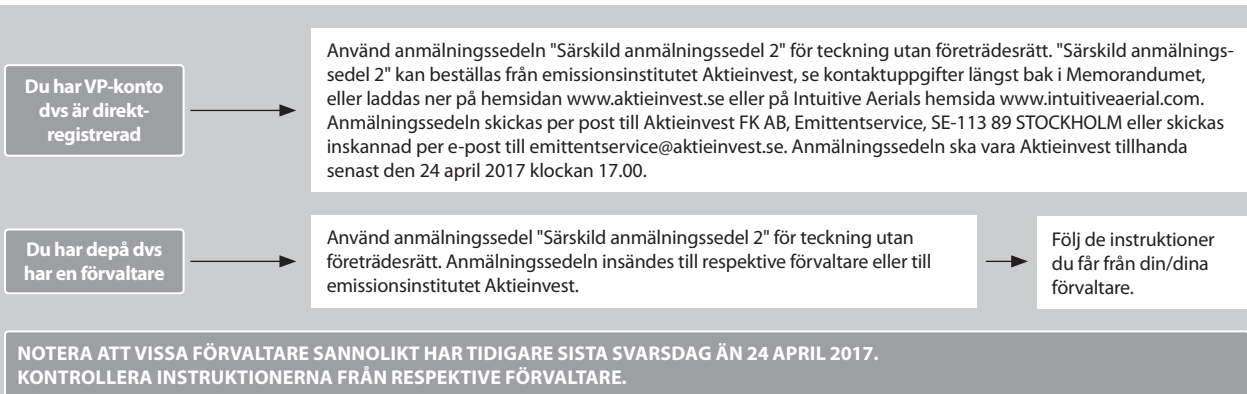 Du har VP-konto
dvs är direkt-
registrerad
Använd anmälningssedeln "Särskild anmälningssedel 2" för teckning utan företrädesrätt. "Särskild anmälnings-
sedel 2" kan beställas från emissionsinstitutet Aktieinvest, se kontaktuppgifter längst bak i Memorandumet,
eller laddas ner på hemsidan www.aktieinvest.se eller på Intuitive Aerials hemsida www.intuitiveaerial.com.
Anmälningssedeln skickas per post till Aktieinvest FK AB, Emittentservice, SE-113 89 STOCKHOLM eller skickas
inskannad per e-post till emittentservice@aktieinvest.se. Anmälningssedeln ska vara Aktieinvest tillhanda
senast den 24 april 2017 klockan 17.00.
Du har depå dvs
har en förvaltare
Använd anmälningssedel "Särskild anmälningssedel 2" för teckning utan
företrädesrätt. Anmälningssedeln insändes till respektive förvaltare eller till
emissionsinstitutet Aktieinvest.
Följ de instruktioner
du får från din/dina
förvaltare.
NOTERA ATT VISSA FÖRVALTARE SANNOLIKT HAR TIDIGARE SISTA SVARSDAG ÄN 24 APRIL 2017.
KONTROLLERA INSTRUKTIONERNA FRÅN RESPEKTIVE FÖRVALTARE.